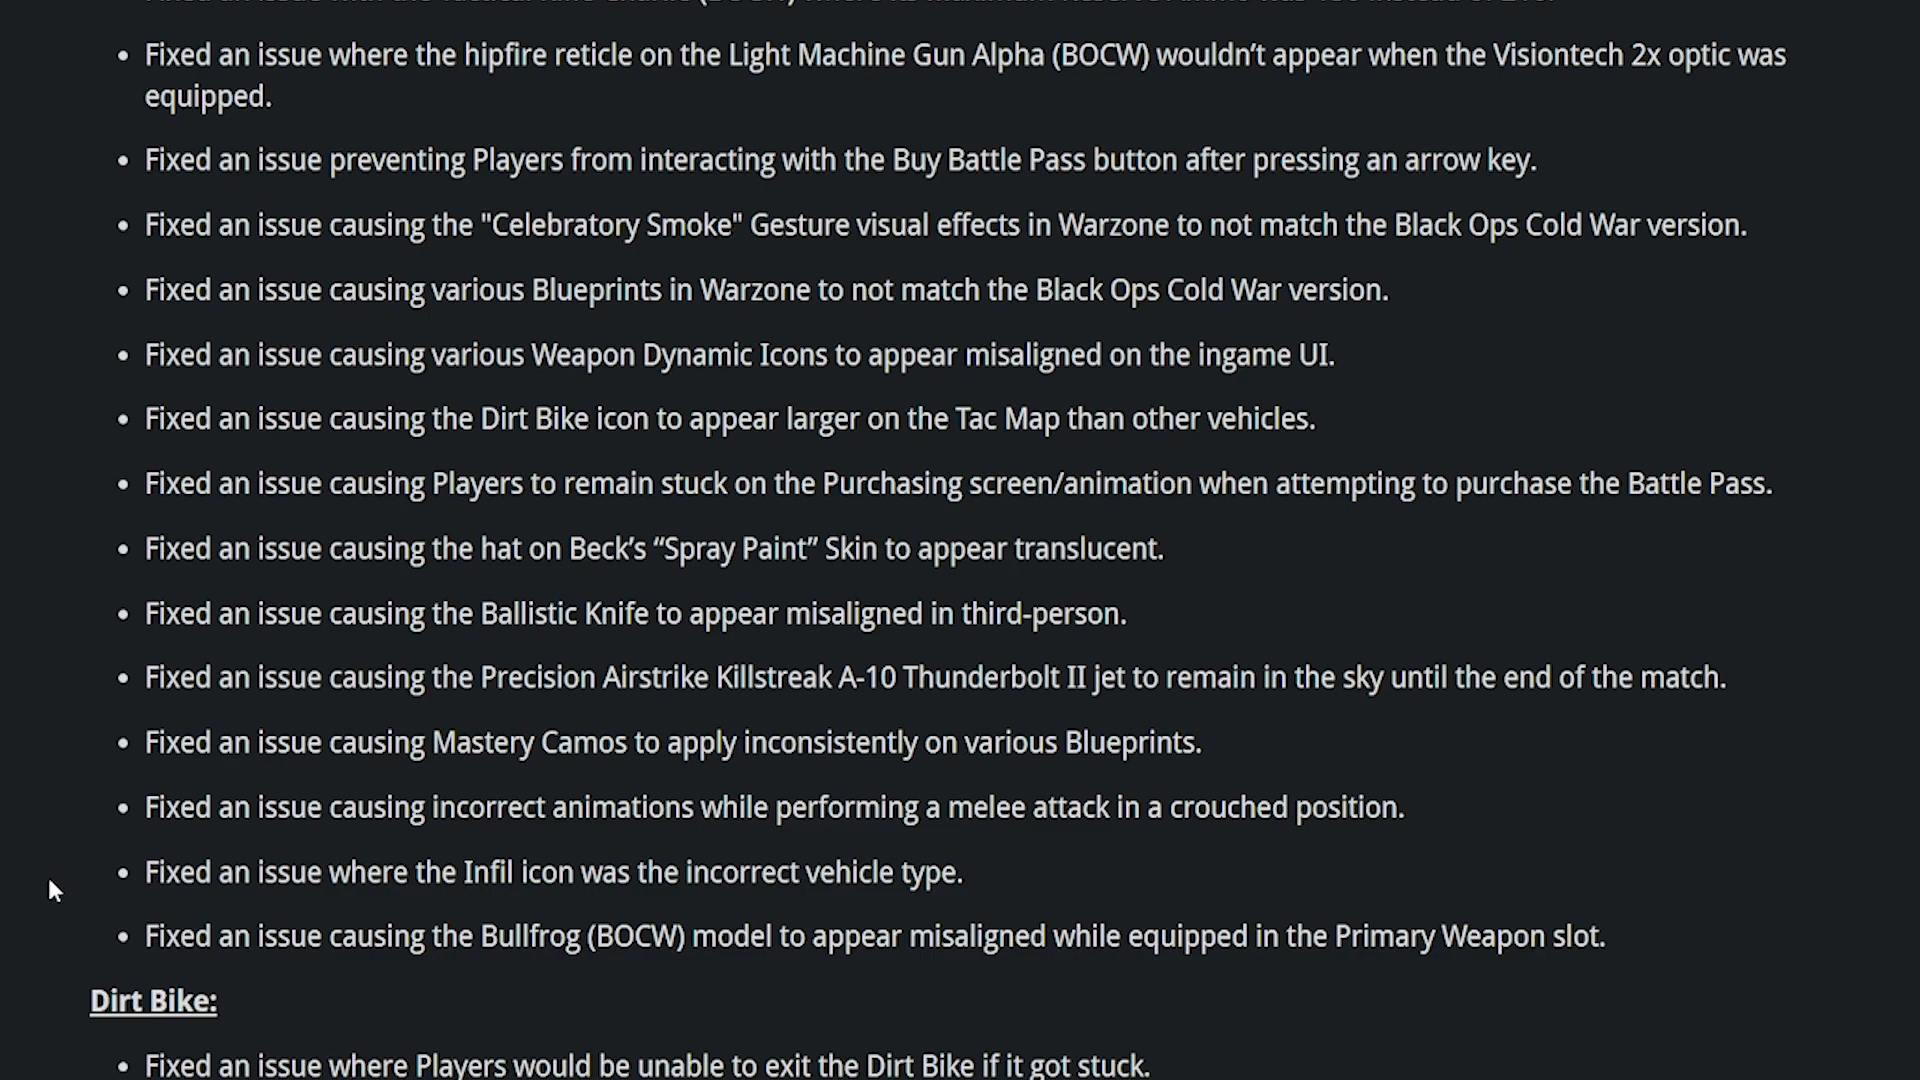 Fixed an issue where the hipfire reticle on the Light Machine Gun Alpha (BOCW) wouldn’t appear when the Visiontech 2x optic was
equipped.
Fixed an issue preventing Players from interacting with the Buy Battle Pass button after pressing an arrow key.
Fixed an issue causing the "Celebratory Smoke" Gesture visual effects in Warzone to not match the Black Ops Cold War version.
Fixed an issue causing various Blueprints in Warzone to not match the Black Ops Cold War version.
Fixed an issue causing various Weapon Dynamic Icons to appear misaligned on the ingame UI.
Fixed an issue causing the Dirt Bike icon to appear larger on the Tac Map than other vehicles.
Fixed an issue causing Players to remain stuck on the Purchasing screen/animation when attempting to purchase the Battle Pass.
Fixed an issue causing the hat on Beck’s “Spray Paint” Skin to appear translucent.
Fixed an issue causing the Ballistic Knife to appear misaligned in third-person.
Fixed an issue causing the Precision Airstrike Killstreak A-10 Thunderbolt II jet to remain in the sky until the end of the match.
Fixed an issue causing Mastery Camos to apply inconsistently on various Blueprints.
Fixed an issue causing incorrect animations while performing a melee attack in a crouched position.
Fixed an issue where the Infil icon was the incorrect vehicle type.
Fixed an issue causing the Bullfrog (BOCW) model to appear misaligned while equipped in the Primary Weapon slot.
Dirt Bike:
Fixed an issue where Players would be unable to exit the Dirt Bike if it got stuck.